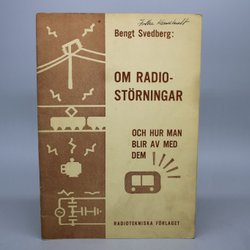 Bengt Svedberg:
OM RADIO-
STÖRNINGAR
OCH HUR MAN
BLIR AV MED
DEM
RADIOTEKNISKA FÖRLAGET